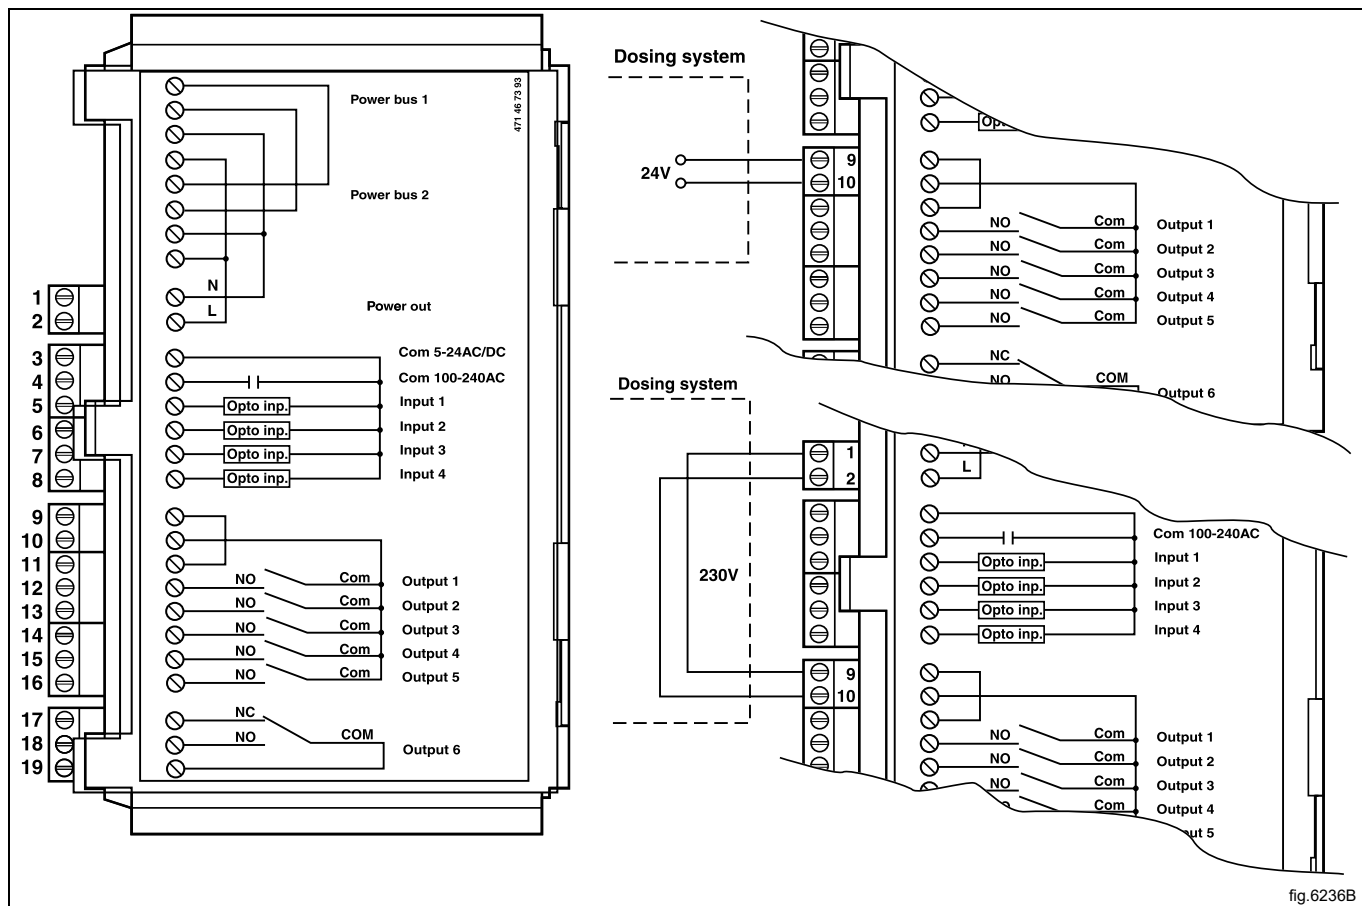 471 46 73 93
Power bus 1
Power bus 2
N
L
Power out
1
2
3
4
5
6
7
8
9
10
11
12
13
14
15
16
17
18
19
Com 5-24AC/DC
Com 100-240AC
Opto inp. Input 1
Opto inp. Input 2
Opto inp. Input 3
Opto inp. Input 4
NO Com Output 1
NO Com Output 2
NO Com Output 3
NO Com Output 4
NO Com Output 5
NC
NO COM Output 6
Dosing system
24V
9
10
NO Com Output 1
NO Com Output 2
NO Com Output 3
NO Com Output 4
NO Com Output 5
NC
NO COM Output 6
Dosing system
230V
1
2
L
Com 100-240AC
Opto inp. Input 1
Opto inp. Input 2
Opto inp. Input 3
Opto inp. Input 4
9
10
NO Com Output 1
NO Com Output 2
NO Com Output 3
NO Com Output 4
fig.6236B